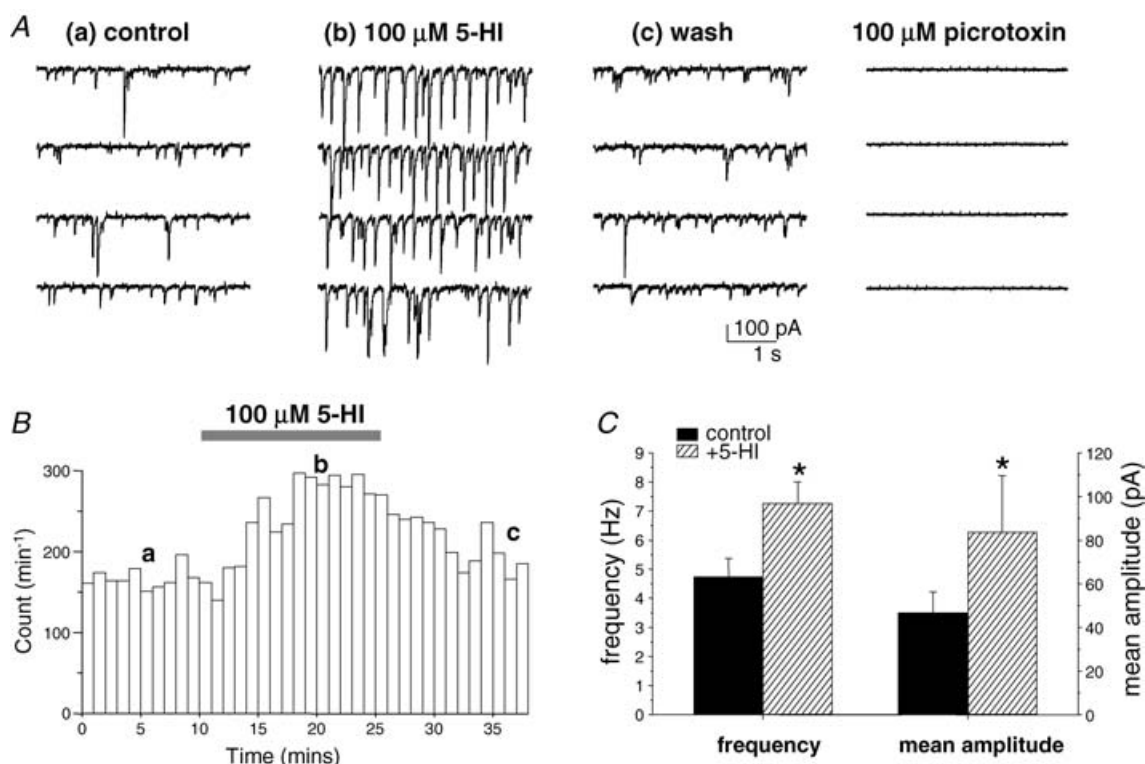 A
(a) control
(b) 100 μM 5-HI
(c) wash
100 μM picrotoxin
100 pA
1 s
B
100 μM 5-HI
Count (min⁻¹)
300
200
100
0
a
b
c
0 5 10 15 20 25 30 35
Time (mins)
C
control
+5-HI
frequency (Hz)
9
8
7
6
5
4
3
2
1
0
*
*
120
100
80
60
40
20
0
mean amplitude (pA)
frequency
mean amplitude